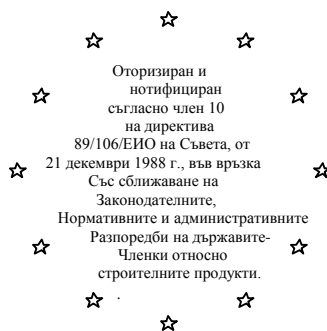 Оторизиран и
нотифициран
съгласно член 10
на директива
89/106/ЕИО на Съвета, от
21 декември 1988 г., във връзка
Със сближаване на
Законодателните,
Нормативните и административните
Разпоредби на държавите-
Членки относно
строителните продукти.
.